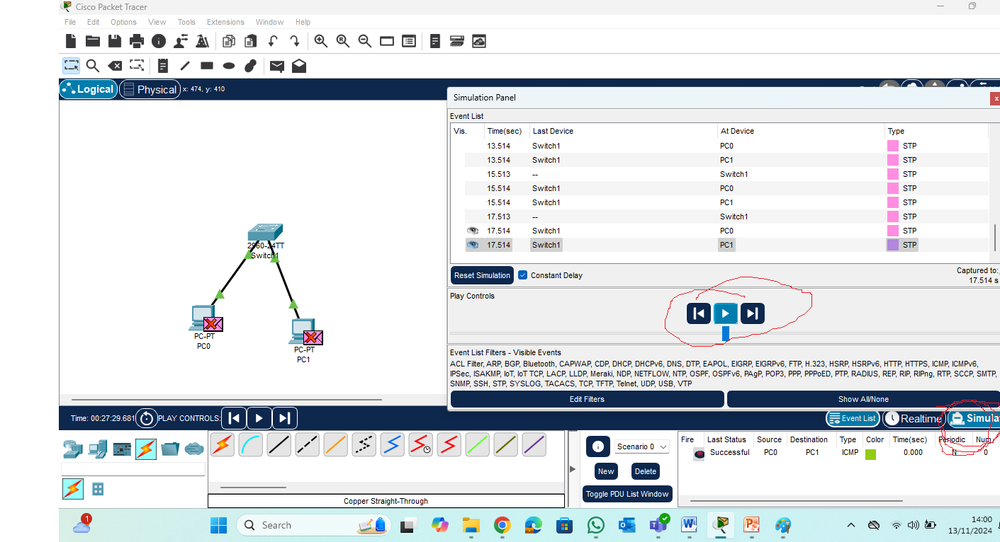 Cisco Packet Tracer
File Edit Options View Tools Extensions Window Help
Logical Physical x: 474, y: 410
Simulation Panel
x
Event List
Vis. Time(sec) Last Device At Device Type
13.514 Switch1 PC0 STP
13.514 Switch1 PC1 STP
15.513 -- Switch1 STP
15.514 Switch1 PC0 STP
15.514 Switch1 PC1 STP
17.513 -- Switch1 STP
17.514 Switch1 PC0 STP
17.514 Switch1 PC1 STP
2960-24TT
Switch1
PC-PT
PC0
PC-PT
PC1
Reset Simulation Constant Delay
Captured to:
17.514 s
Play Controls
Event List Filters - Visible Events
ACL Filter, ARP, BGP, Bluetooth, CAPWAP, CDP, DHCP, DHCPv6, DNS, DTP, EAPOL, EIGRP, EIGRPv6, FTP, H.323, HSRP, HSRPv6, HTTP, HTTPS, ICMP, ICMPv6,
IPSec, ISAKMP, IoT, IoT TCP, LACP, LLDP, Meraki, NDP, NETFLOW, NTP, OSPF, OSPFv6, PAgP, POP3, PPP, PPPoED, PTP, RADIUS, REP, RIP, RIPng, RTP, SCCP, SMTP,
SNMP, SSH, STP, SYSLOG, TACACS, TCP, TFTP, Telnet, UDP, USB, VTP
Edit Filters Show All/None
Time: 00:27:29.681 PLAY CONTROLS: Event List Realtime Simula
Scenario 0
New Delete
Toggle PDU List Window
Fire Last Status Source Destination Type Color Time(sec) Periodic Num
Successful PC0 PC1 ICMP 0.000 N 0
Copper Straight-Through
1
Search
14:00
13/11/2024